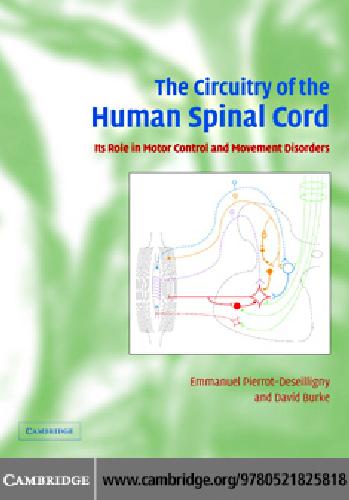 The Circuitry of the
Human Spinal Cord
Its Role in Motor Control and Movement Disorders
Emmanuel Pierrot-Deseilligny
and David Burke
CAMBRIDGE
CAMBRIDGE www.cambridge.org/9780521825818